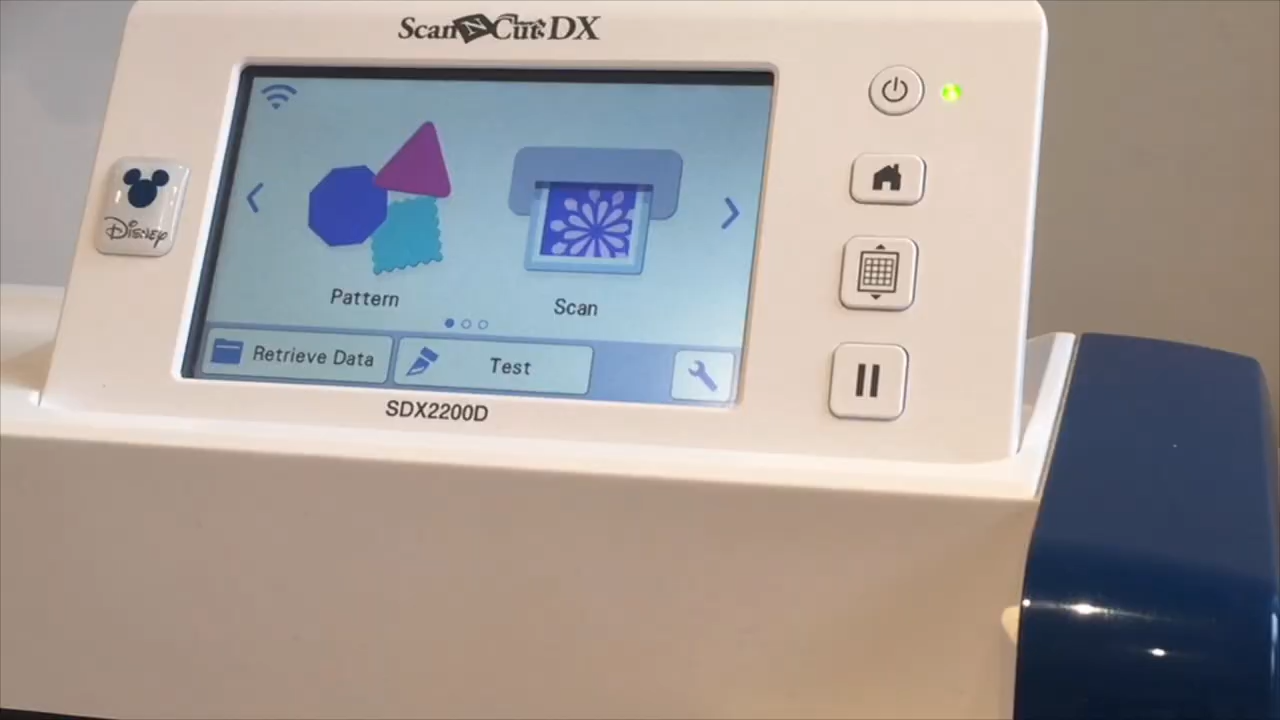 ScanNCut DX
Disney
Pattern
Scan
Retrieve Data
Test
SDX2200D